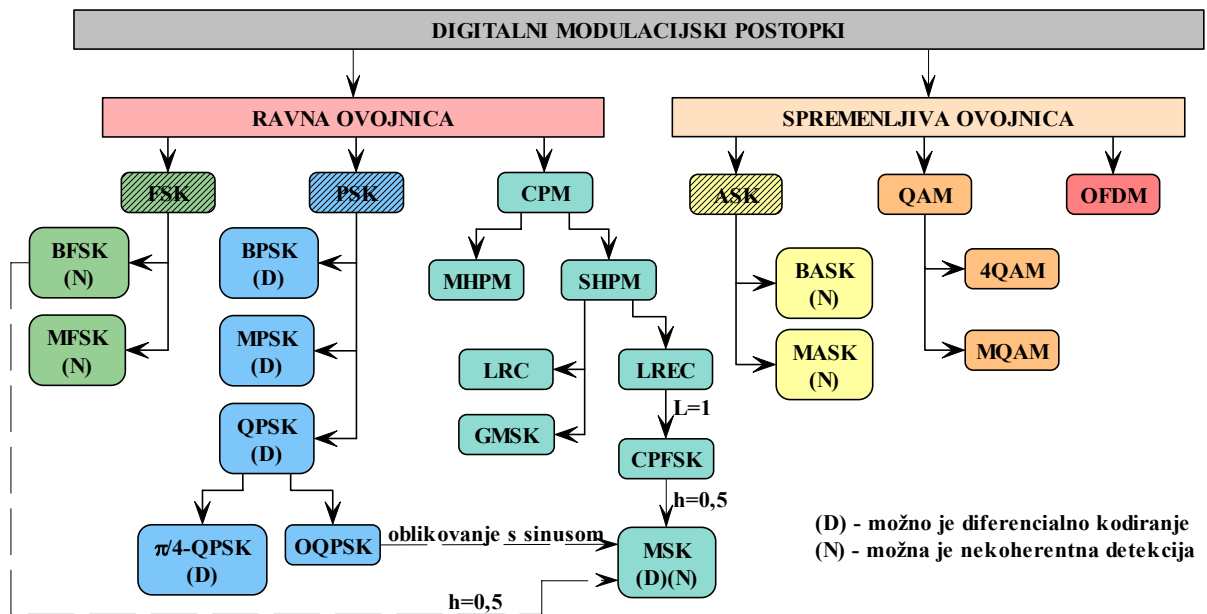 DIGITALNI MODULACIJSKI POSTOPKI
RAVNA OVOJNICA
SPREMENLJIVA OVOJNICA
FSK
PSK
CPM
ASK
QAM
OFDM
BFSK
(N)
BPSK
(D)
MHPM
SHPM
BASK
(N)
4QAM
MFSK
(N)
MPSK
(D)
LRC
LREC
MASK
(N)
MQAM
L=1
QPSK
(D)
GMSK
CPFSK
h=0,5
π/4-QPSK
(D)
OQPSK
oblikovanje s sinusom
MSK
(D)(N)
h=0,5
(D) - možno je diferencialno kodiranje
(N) - možna je nekoherentna detekcija